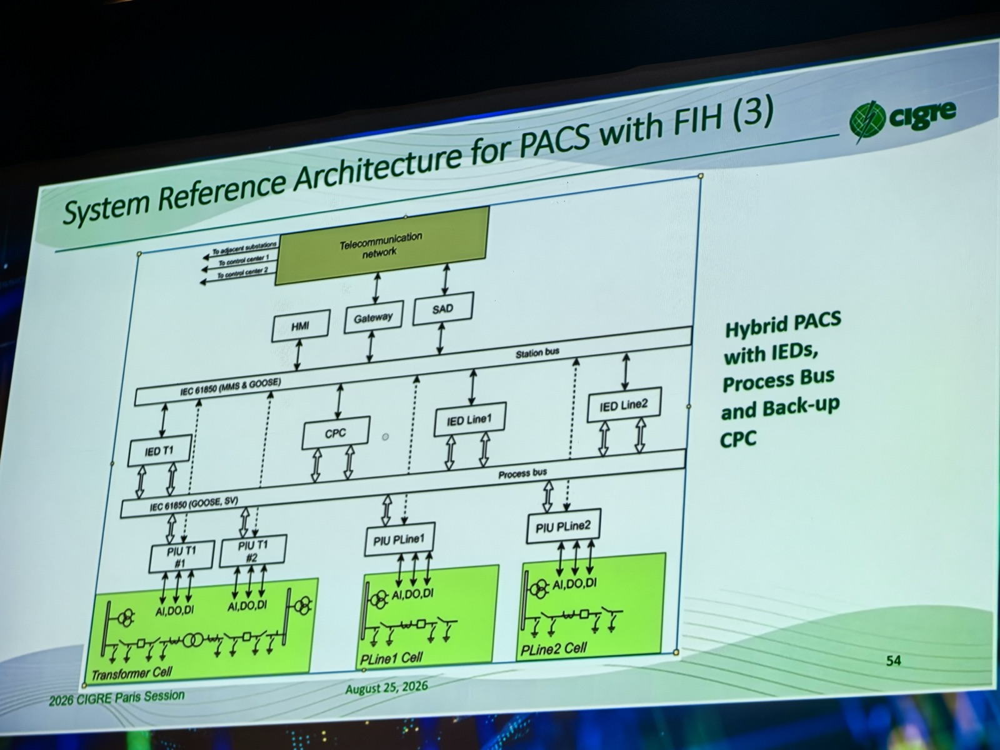 System Reference Architecture for PACS with FIH (3)
cigre
Telecommunication
network
To adjacent substations
To control center 1
To control center 2
HMI
Gateway
SAD
Station bus
IEC 61850 (MMS & GOOSE)
IED T1
CPC
IED Line1
IED Line2
Process bus
IEC 61850 (GOOSE, SV)
PIU T1
#1
PIU T1
#2
PIU PLine1
PIU PLine2
AI,DO,DI
AI,DO,DI
AI,DO,DI
AI,DO,DI
Transformer Cell
PLine1 Cell
PLine2 Cell
Hybrid PACS
with IEDs,
Process Bus
and Back-up
CPC
2026 CIGRE Paris Session
August 25, 2026
54